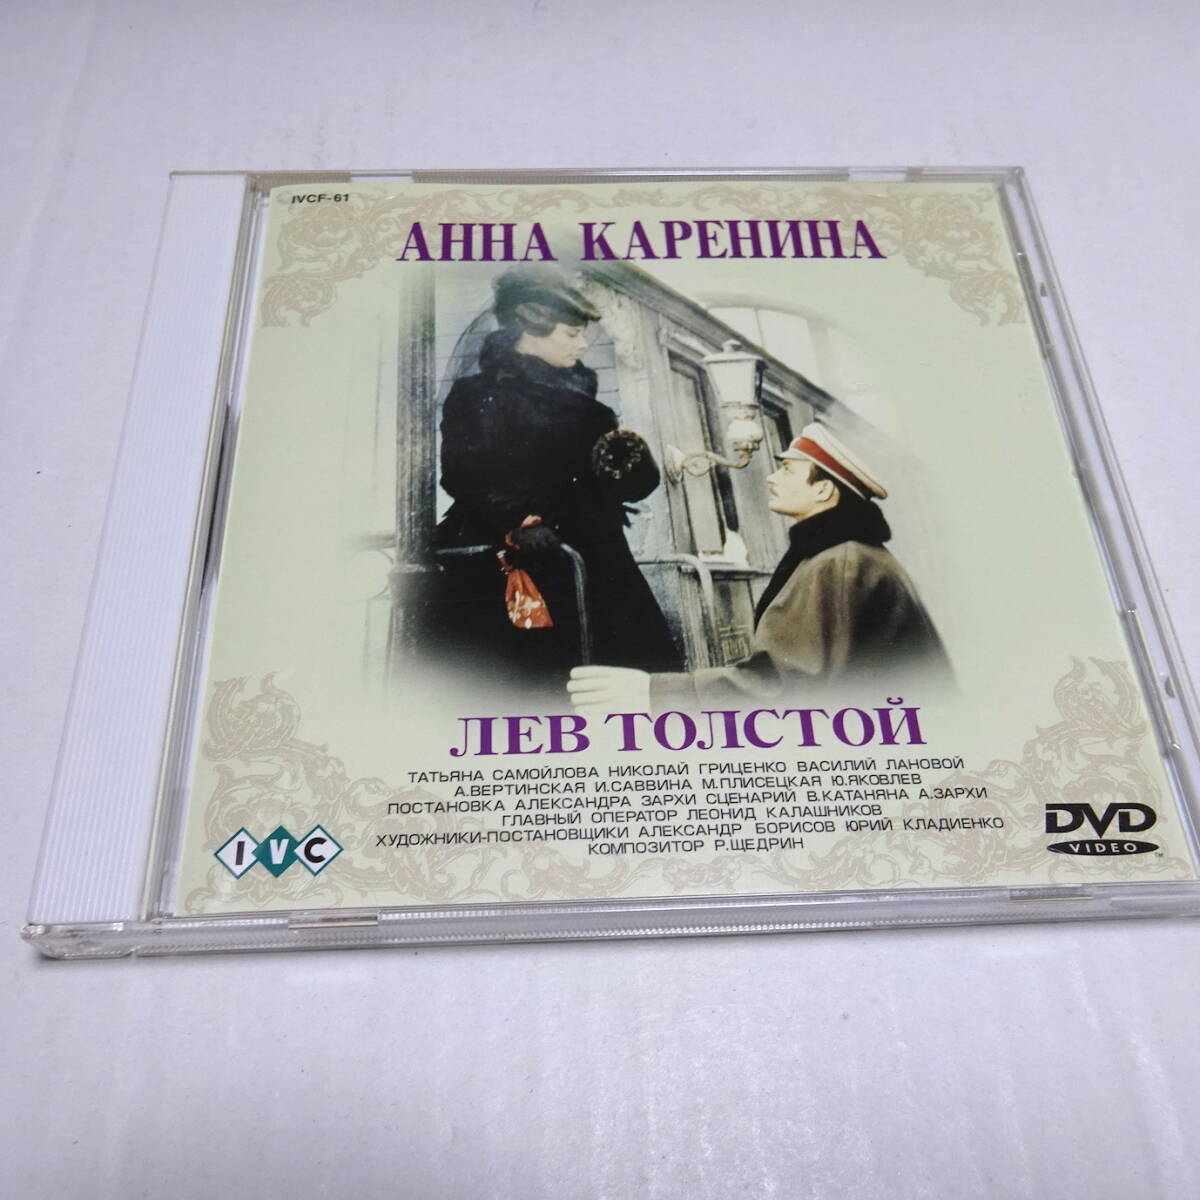 IVCF-61
АННА КАРЕНИНА
ЛЕВ ТОЛСТОЙ
ТАТЬЯНА САМОЙЛОВА НИКОЛАЙ ГРИЦЕНКО ВАСИЛИЙ ЛАНОВОЙ
А.ВЕРТИНСКАЯ И.САВВИНА М.ПЛИСЕЦКАЯ Ю.ЯКОВЛЕВ
ПОСТАНОВКА АЛЕКСАНДРА ЗАРХИ СЦЕНАРИЙ В.КАТАНЯНА А.ЗАРХИ
ГЛАВНЫЙ ОПЕРАТОР ЛЕОНИД КАЛАШНИКОВ
ХУДОЖНИКИ-ПОСТАНОВЩИКИ АЛЕКСАНДР БОРИСОВ ЮРИЙ КЛАДИЕНКО
КОМПОЗИТОР Р.ЩЕДРИН
IVC
DVD
VIDEO
TM